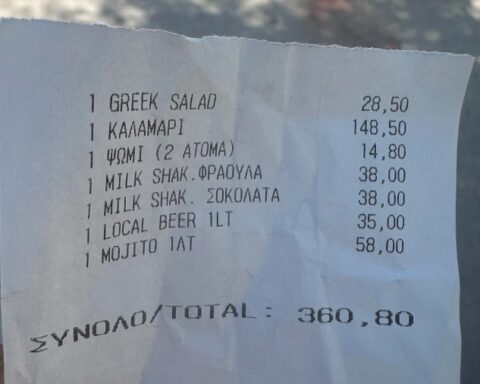 1 GREEK SALAD 28,50
1 ΚΑΛΑΜΑΡΙ 148,50
1 ΨΩΜΙ (2 ΑΤΟΜΑ) 14,80
1 MILK SHAK.ΦΡΑΟΥΛΑ 38,00
1 MILK SHAK. ΣΟΚΟΛΑΤΑ 38,00
1 LOCAL BEER 1LT 35,00
1 MOJITO 1ΛΤ 58,00
ΣΥΝΟΛΟ/TOTAL: 360,80